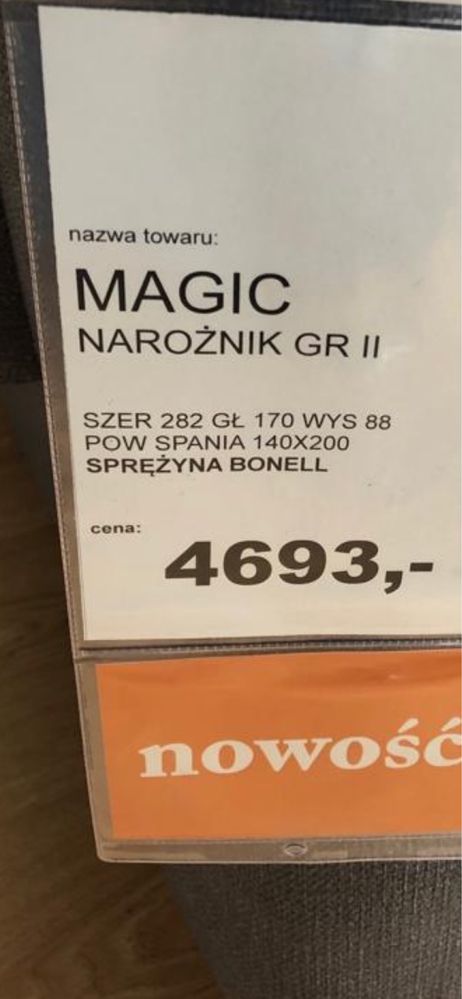 nazwa towaru:
MAGIC
NAROŻNIK GR II
SZER 282 GŁ 170 WYS 88
POW SPANIA 140X200
SPRĘŻYNA BONELL
cena:
4693,-
nowość